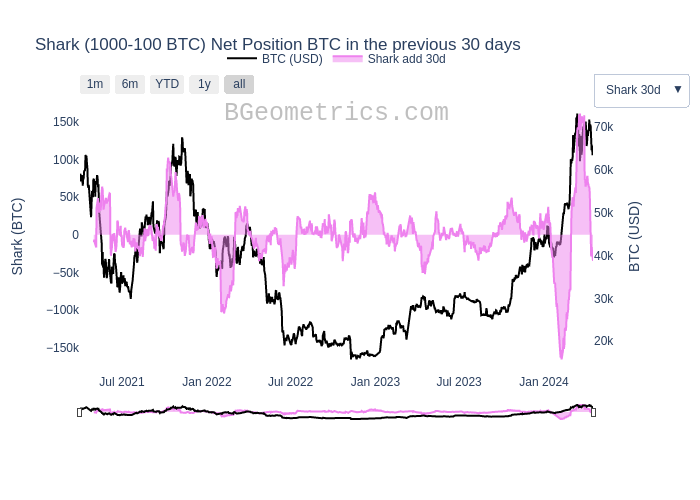 Shark (1000-100 BTC) Net Position BTC in the previous 30 days
BTC (USD) Shark add 30d
1m 6m YTD 1y all
Shark 30d ▼
BGeometrics.com
150k
100k
50k
0
−50k
−100k
−150k
Shark (BTC)
70k
60k
50k
40k
30k
20k
BTC (USD)
Jul 2021 Jan 2022 Jul 2022 Jan 2023 Jul 2023 Jan 2024